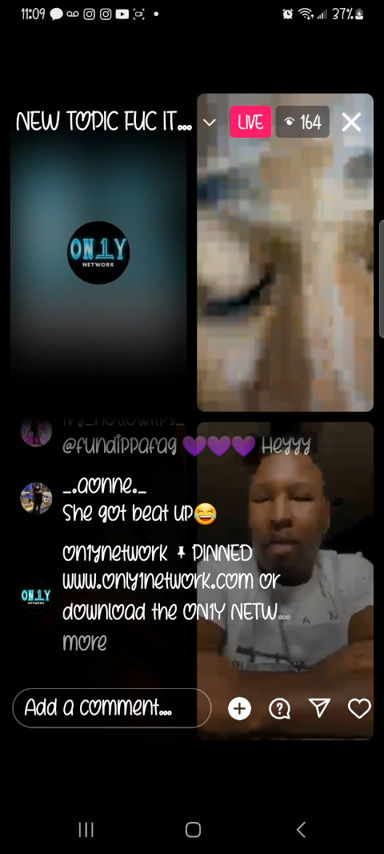 11:09
37%
NEW TOPIC FUC IT...
LIVE
164
ON1Y
NETWORK
@fundippafag 💜💜💜 Heyyy
_.aonne._
She got beat up😂
on1ynetwork 📌 PINNED
www.only1network.com or
download the ON1Y NETW...
more
ON1Y
Add a comment...